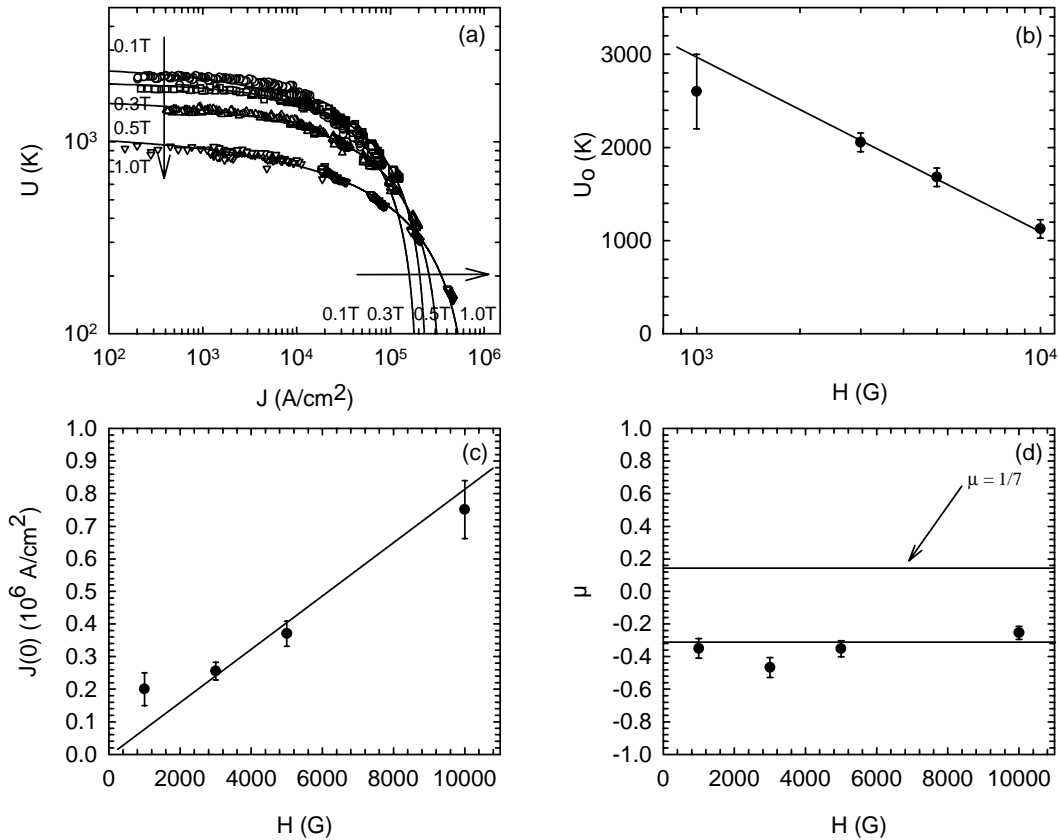 (a)
0.1T
0.3T
0.5T
1.0T
10³
10²
U (K)
0.1T 0.3T 0.5T 1.0T
10² 10³ 10⁴ 10⁵ 10⁶
J (A/cm²)
(b)
3000
2000
1000
0
Uₒ (K)
10³ 10⁴
H (G)
(c)
1.0
0.9
0.8
0.7
0.6
0.5
0.4
0.3
0.2
0.1
0.0
J(0) (10⁶ A/cm²)
0 2000 4000 6000 8000 10000
H (G)
(d)
μ = 1/7
1.0
0.8
0.6
0.4
0.2
0.0
-0.2
-0.4
-0.6
-0.8
-1.0
μ
0 2000 4000 6000 8000 10000
H (G)